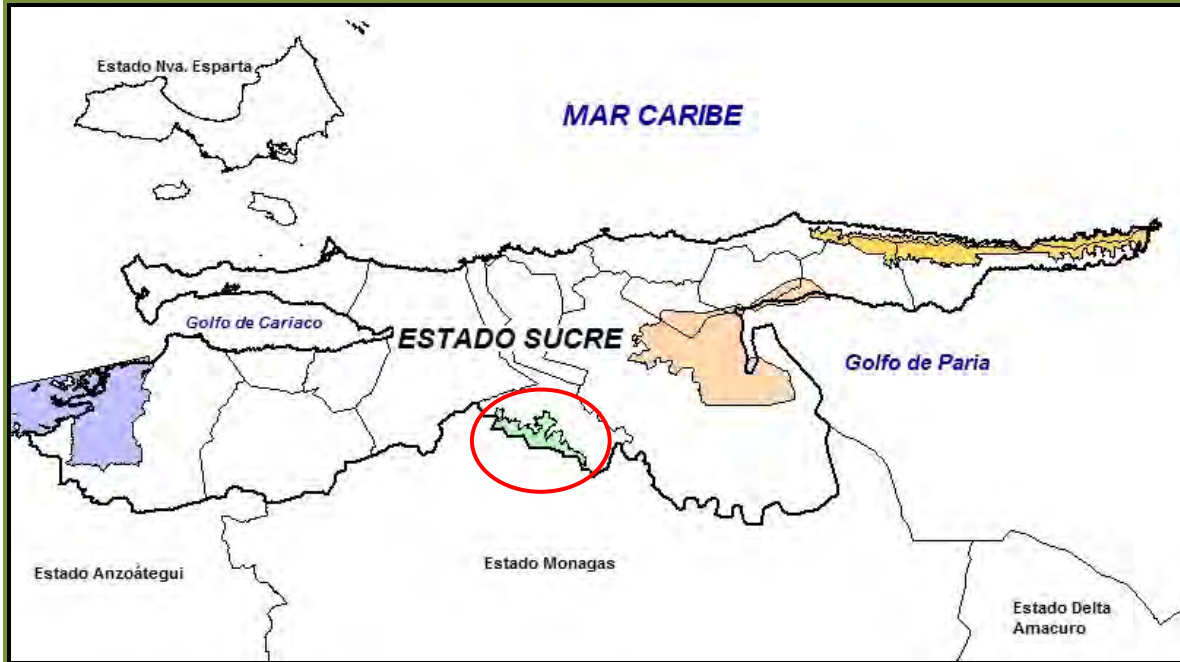 Estado Nva. Esparta
MAR CARIBE
Golfo de Cariaco
ESTADO SUCRE
Golfo de Paria
Estado Anzoátegui
Estado Monagas
Estado Delta
Amacuro